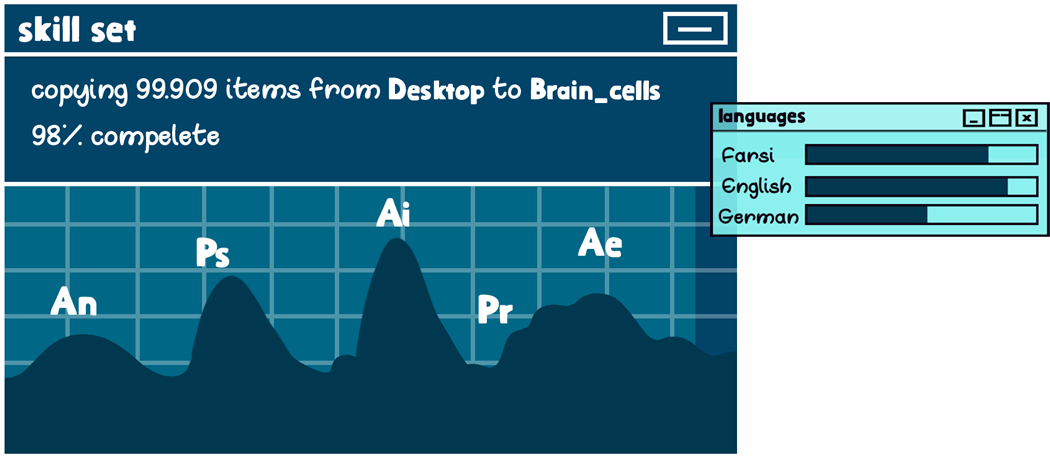 skill set
copying 99.909 items from Desktop to Brain_cells
98% compelete
languages
Farsi
English
German
Ai
Ps
Ae
An
Pr